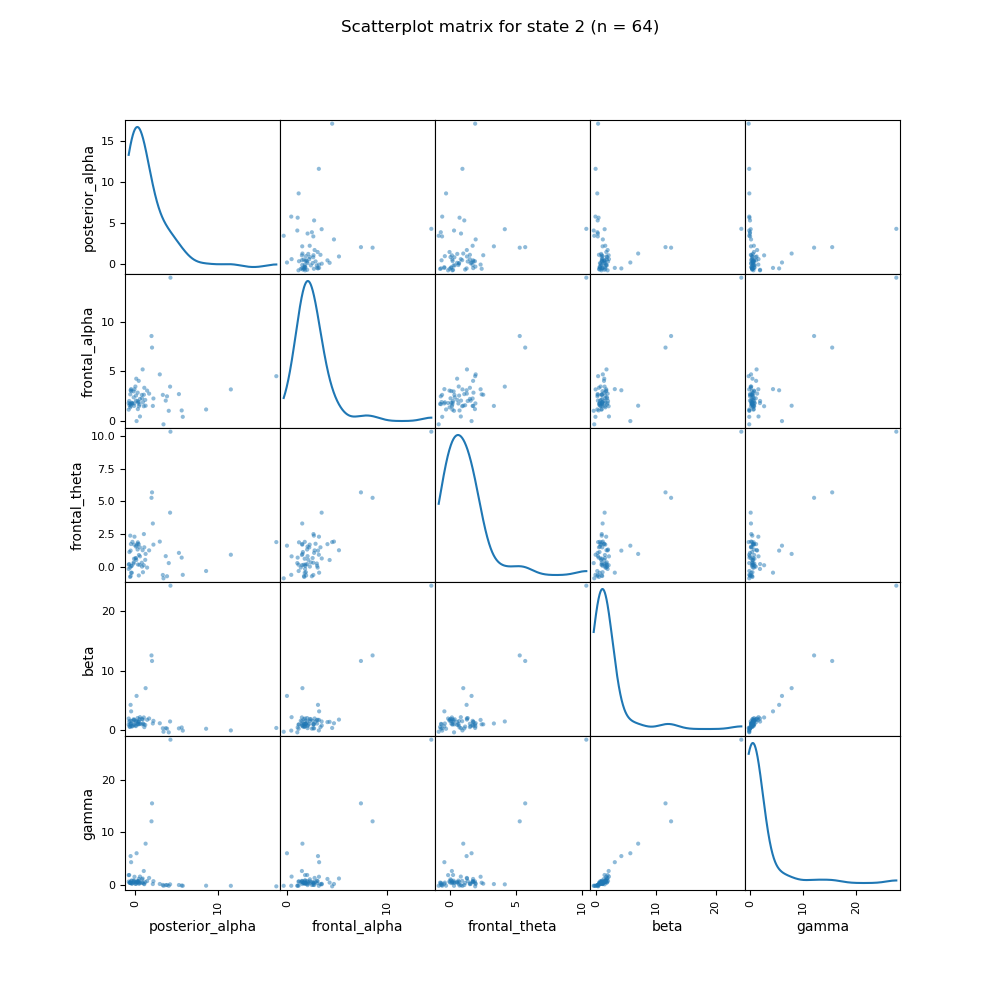 Scatterplot matrix for state 2 (n = 64)
posterior_alpha
15
10
5
0
frontal_alpha
10
5
0
frontal_theta
10.0
7.5
5.0
2.5
0.0
beta
20
10
0
gamma
20
10
0
0 10 0 10 0 5 10 0 10 20 0 10 20
posterior_alpha frontal_alpha frontal_theta beta gamma